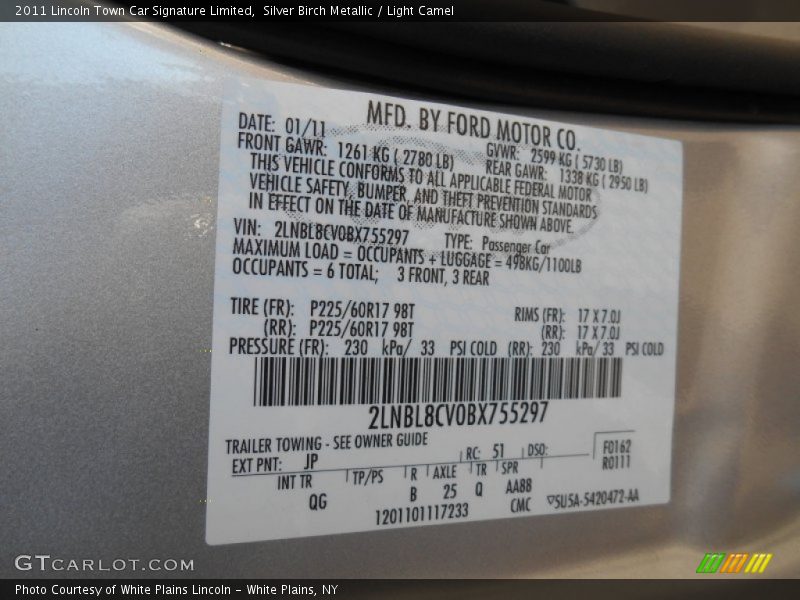 2011 Lincoln Town Car Signature Limited, Silver Birch Metallic / Light Camel
MFD. BY FORD MOTOR CO.
DATE: 01/11 GVWR: 2599 KG ( 5730 LB)
FRONT GAWR: 1261 KG ( 2780 LB) REAR GAWR: 1338 KG ( 2950 LB)
THIS VEHICLE CONFORMS TO ALL APPLICABLE FEDERAL MOTOR
VEHICLE SAFETY, BUMPER, AND THEFT PREVENTION STANDARDS
IN EFFECT ON THE DATE OF MANUFACTURE SHOWN ABOVE.
VIN: 2LNBL8CV0BX755297 TYPE: Passenger Car
MAXIMUM LOAD = OCCUPANTS + LUGGAGE = 498KG/1100LB
OCCUPANTS = 6 TOTAL; 3 FRONT, 3 REAR
TIRE (FR): P225/60R17 98T RIMS (FR): 17 X 7.0J
(RR): P225/60R17 98T (RR): 17 X 7.0J
PRESSURE (FR): 230 kPa/ 33 PSI COLD (RR): 230 kPa/ 33 PSI COLD
2LNBL8CV0BX755297
TRAILER TOWING - SEE OWNER GUIDE
EXT PNT: JP RC: 51 DSO: F0162
R0111
INT TR TP/PS R AXLE TR SPR
QG B 25 Q AA88
1201101117233 CMC ▽5U5A-5420472-AA
GTCARLOT.COM
Photo Courtesy of White Plains Lincoln - White Plains, NY